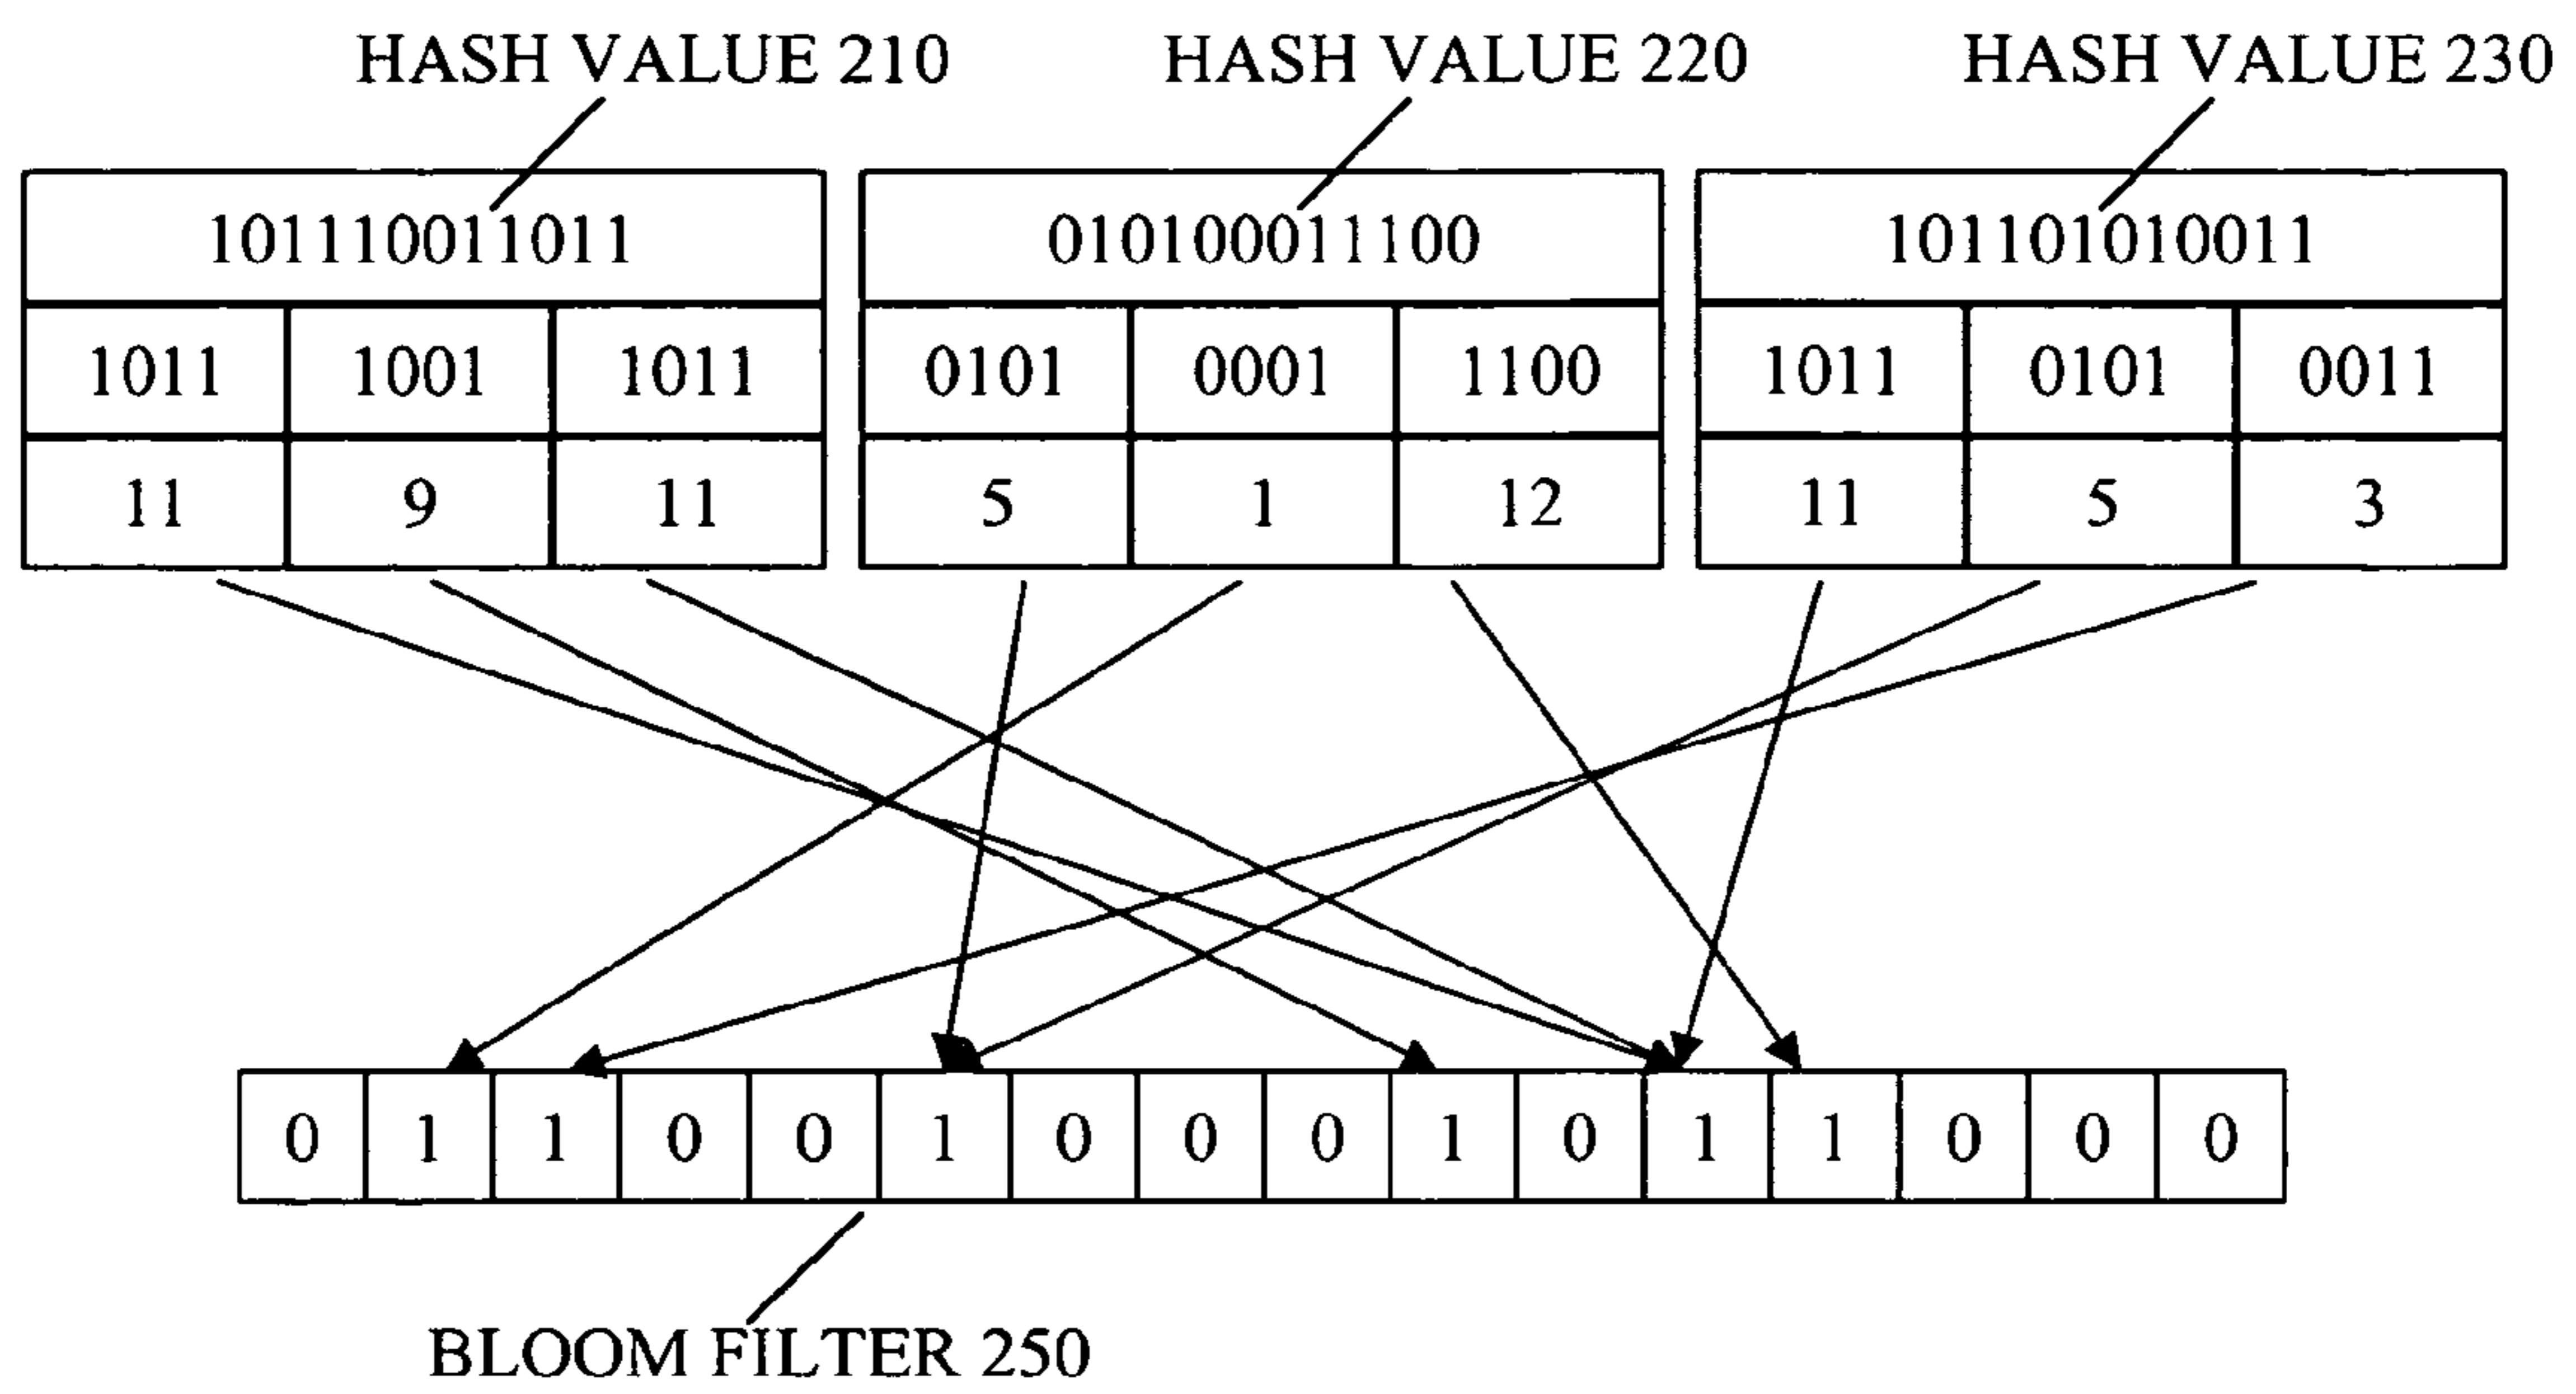 HASH VALUE 210 HASH VALUE 220 HASH VALUE 230
101110011011 010100011100 101101010011
1011 1001 1011 0101 0001 1100 1011 0101 0011
11 9 11 5 1 12 11 5 3
0 1 1 0 0 1 0 0 0 1 0 1 1 0 0 0
BLOOM FILTER 250